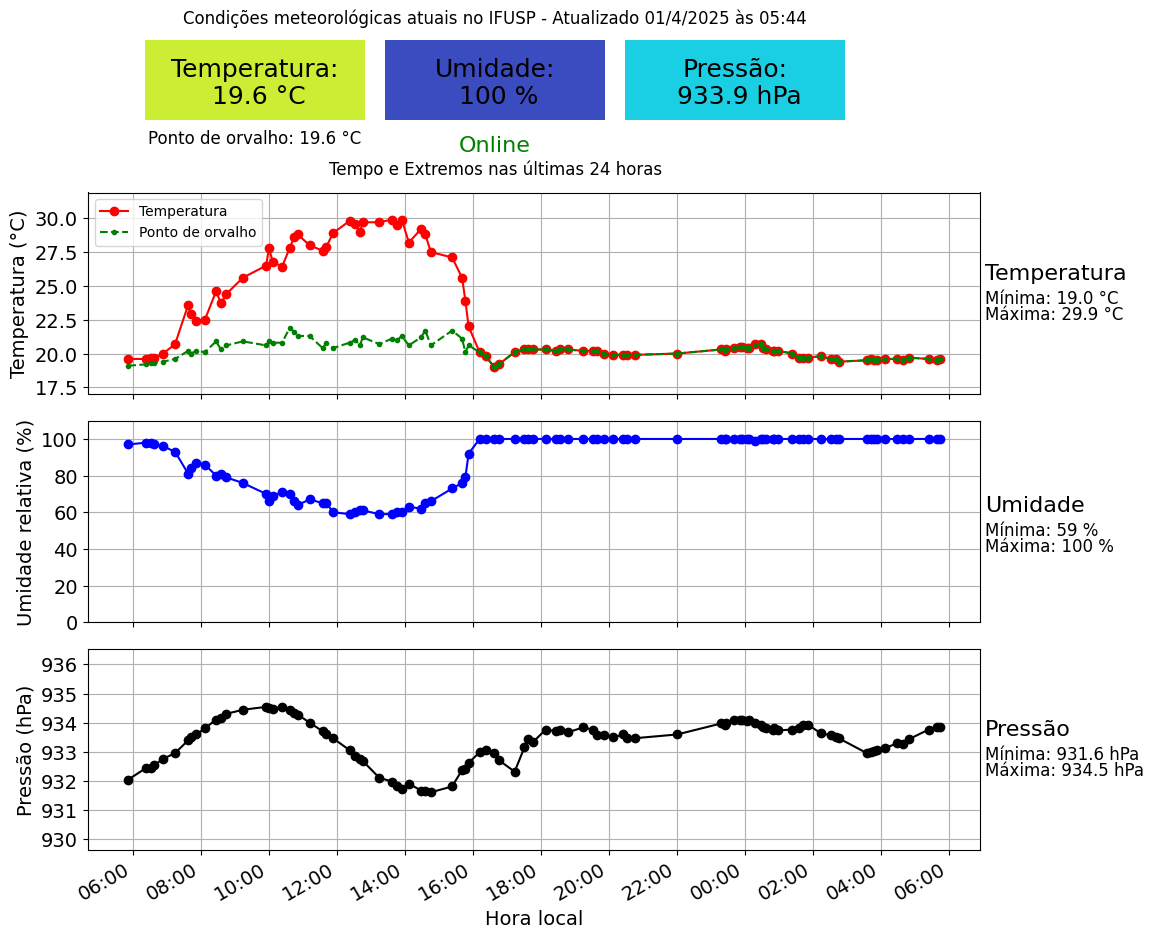 Condições meteorológicas atuais no IFUSP - Atualizado 01/4/2025 às 05:44
Temperatura:
19.6 °C
Umidade:
100 %
Pressão:
933.9 hPa
Ponto de orvalho: 19.6 °C
Online
Tempo e Extremos nas últimas 24 horas
Temperatura (°C)
30.0
27.5
25.0
22.5
20.0
17.5
Temperatura
Ponto de orvalho
Temperatura
Mínima: 19.0 °C
Máxima: 29.9 °C
Umidade relativa (%)
100
80
60
40
20
0
Umidade
Mínima: 59 %
Máxima: 100 %
Pressão (hPa)
936
935
934
933
932
931
930
Pressão
Mínima: 931.6 hPa
Máxima: 934.5 hPa
06:00 08:00 10:00 12:00 14:00 16:00 18:00 20:00 22:00 00:00 02:00 04:00 06:00
Hora local